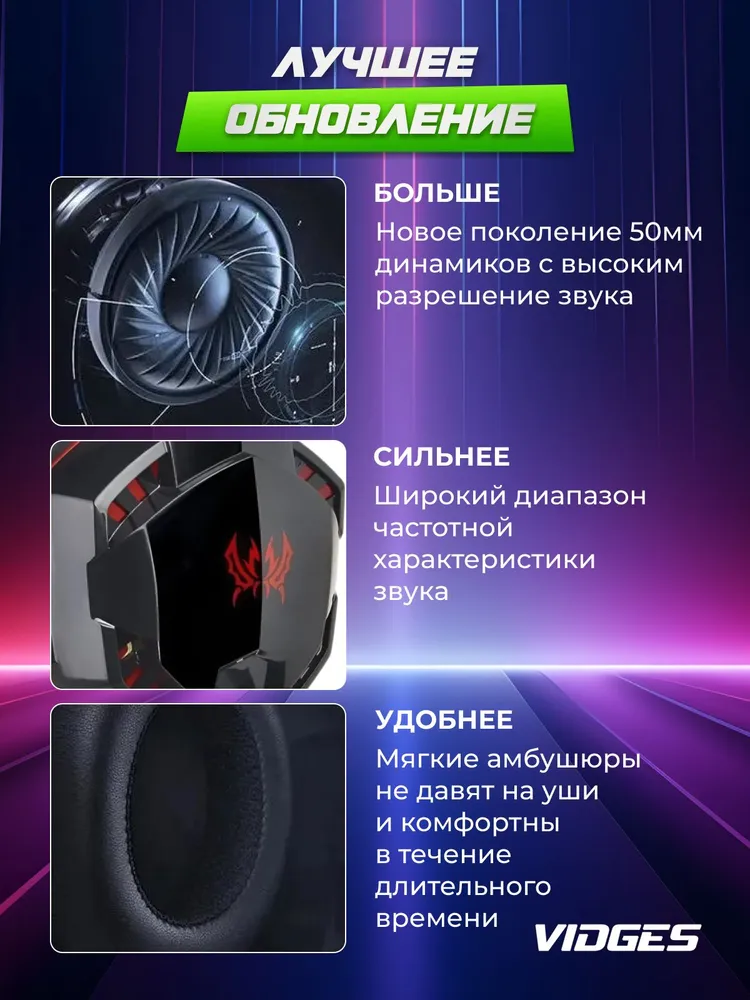 ЛУЧШЕЕ
ОБНОВЛЕНИЕ
БОЛЬШЕ
Новое поколение 50мм
динамиков с высоким
разрешение звука
СИЛЬНЕЕ
Широкий диапазон
частотной
характеристики
звука
УДОБНЕЕ
Мягкие амбушюры
не давят на уши
и комфортны
в течение
длительного
времени
VIDGES